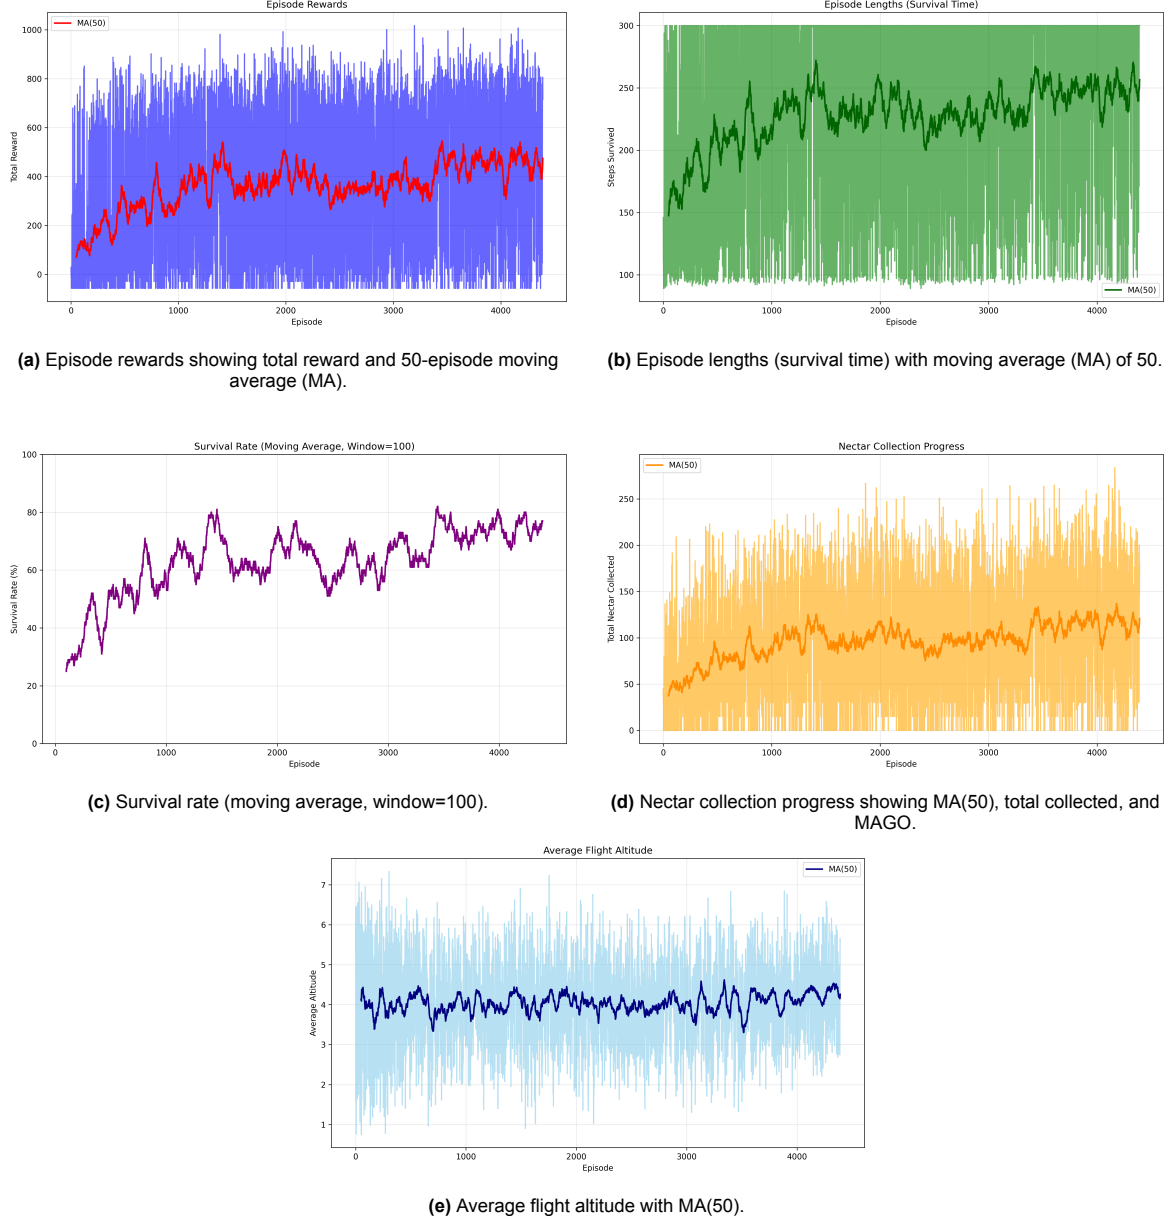 Episode Rewards
MA(50)
1000
800
600
400
200
0
Total Reward
0 1000 2000 3000 4000
Episode
(a) Episode rewards showing total reward and 50-episode moving
average (MA).
Episode Lengths (Survival Time)
300
250
200
150
100
Steps Survived
MA(50)
0 1000 2000 3000 4000
Episode
(b) Episode lengths (survival time) with moving average (MA) of 50.
Survival Rate (Moving Average, Window=100)
100
80
60
40
20
0
Survival Rate (%)
0 1000 2000 3000 4000
Episode
(c) Survival rate (moving average, window=100).
Nectar Collection Progress
MA(50)
250
200
150
100
50
0
Total Nectar Collected
0 1000 2000 3000 4000
Episode
(d) Nectar collection progress showing MA(50), total collected, and
MAGO.
Average Flight Altitude
MA(50)
7
6
5
4
3
2
1
Average Altitude
0 1000 2000 3000 4000
Episode
(e) Average flight altitude with MA(50).